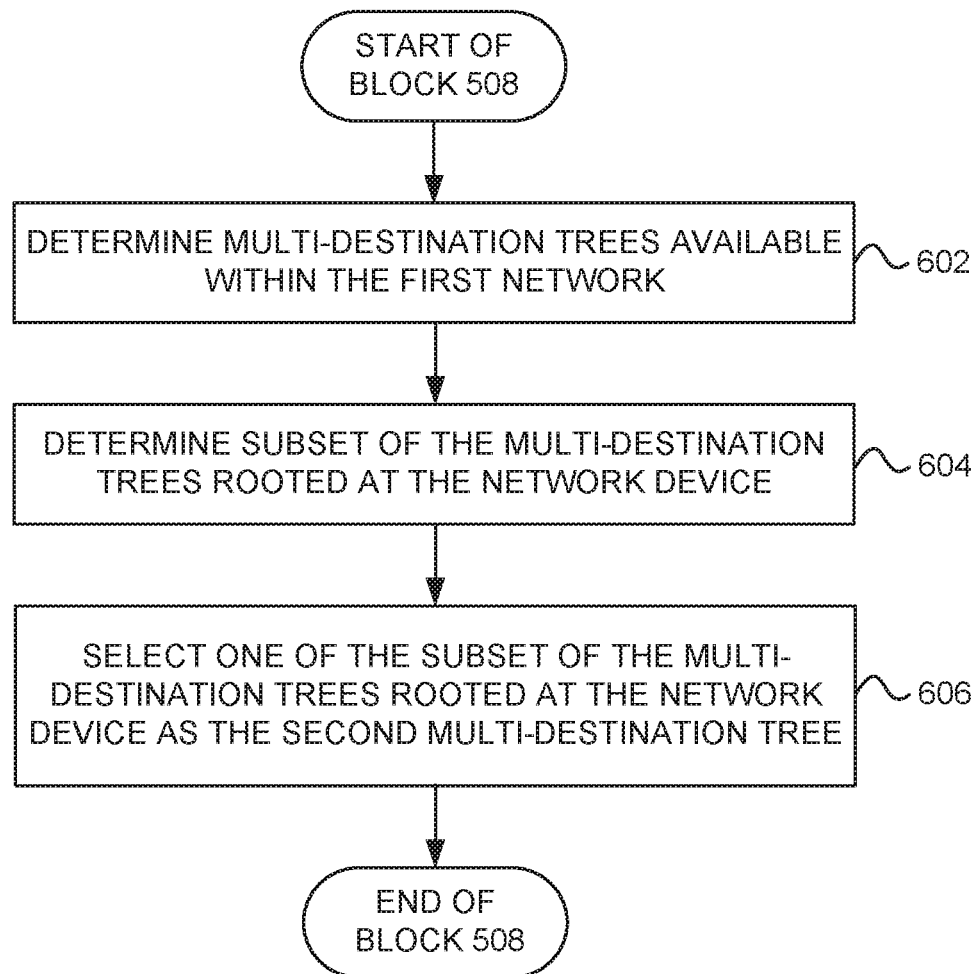 START OF
BLOCK 508
DETERMINE MULTI-DESTINATION TREES AVAILABLE
WITHIN THE FIRST NETWORK
602
DETERMINE SUBSET OF THE MULTI-DESTINATION
TREES ROOTED AT THE NETWORK DEVICE
604
SELECT ONE OF THE SUBSET OF THE MULTI-
DESTINATION TREES ROOTED AT THE NETWORK
DEVICE AS THE SECOND MULTI-DESTINATION TREE
606
END OF
BLOCK 508